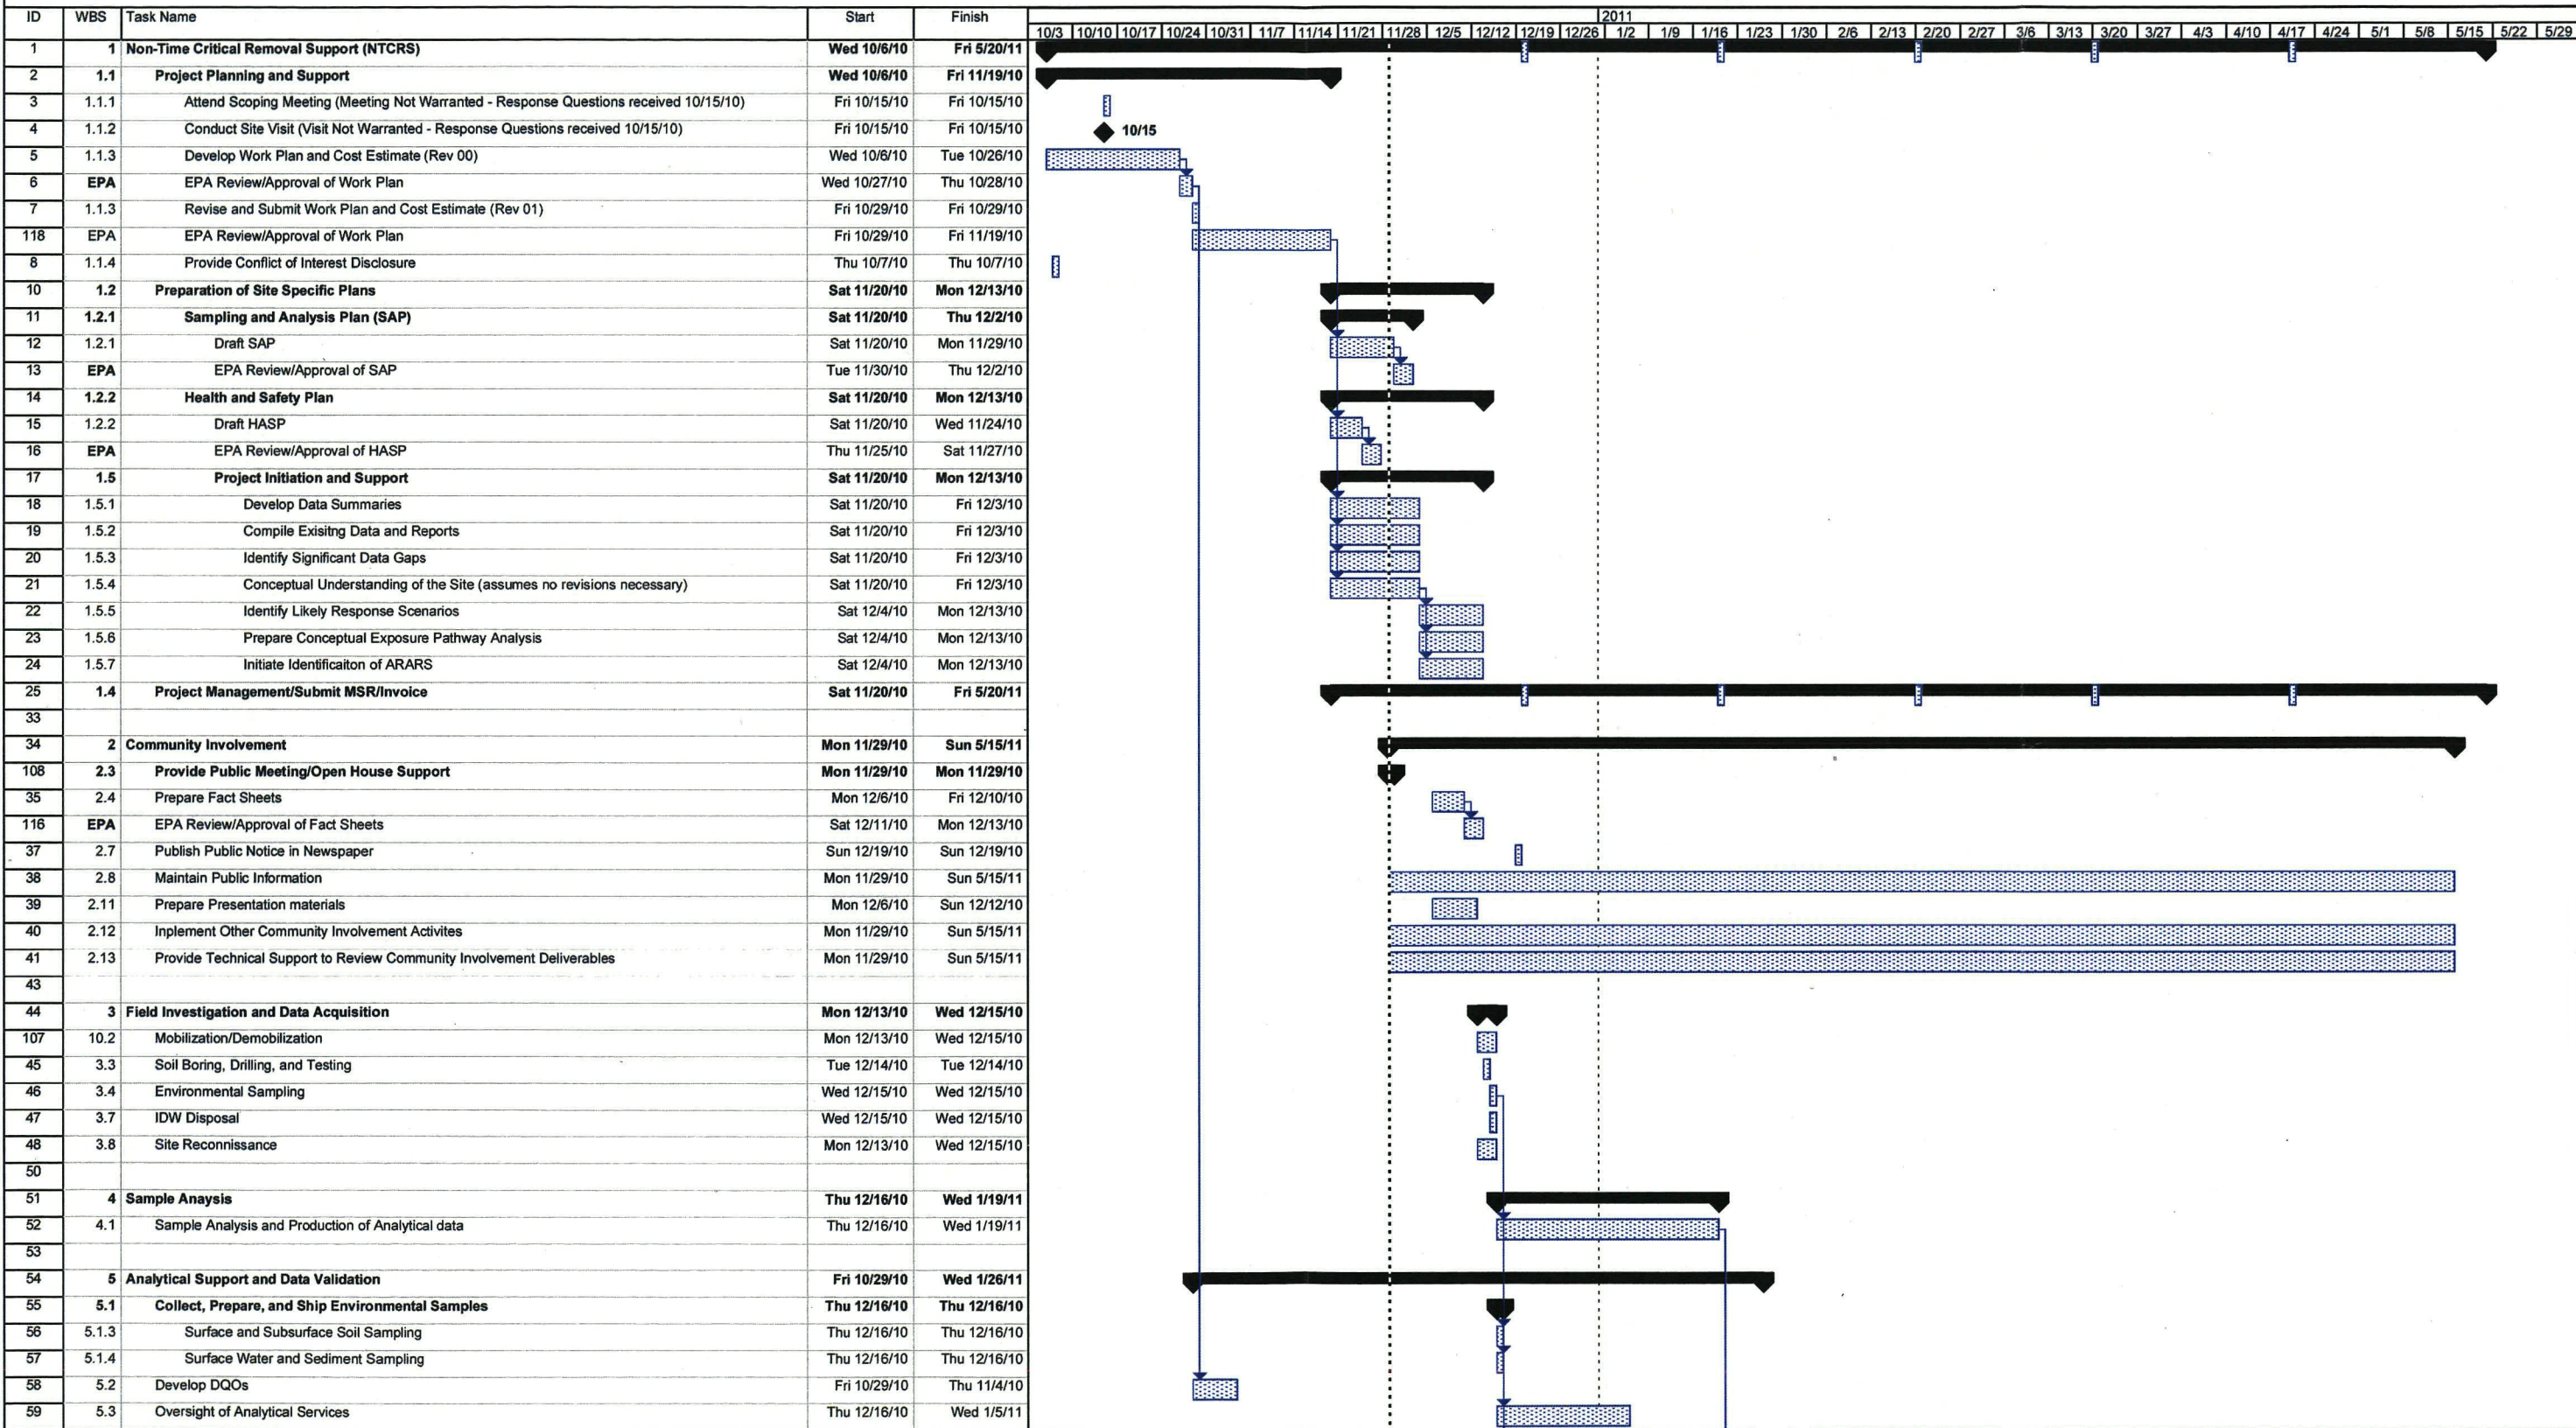 ID WBS Task Name Start Finish 2011
10/3 10/10 10/17 10/24 10/31 11/7 11/14 11/21 11/28 12/5 12/12 12/19 12/26 1/2 1/9 1/16 1/23 1/30 2/6 2/13 2/20 2/27 3/6 3/13 3/20 3/27 4/3 4/10 4/17 4/24 5/1 5/8 5/15 5/22 5/29
1 1 Non-Time Critical Removal Support (NTCRS) Wed 10/6/10 Fri 5/20/11
2 1.1 Project Planning and Support Wed 10/6/10 Fri 11/19/10
3 1.1.1 Attend Scoping Meeting (Meeting Not Warranted - Response Questions received 10/15/10) Fri 10/15/10 Fri 10/15/10
4 1.1.2 Conduct Site Visit (Visit Not Warranted - Response Questions received 10/15/10) Fri 10/15/10 Fri 10/15/10 10/15
5 1.1.3 Develop Work Plan and Cost Estimate (Rev 00) Wed 10/6/10 Tue 10/26/10
6 EPA EPA Review/Approval of Work Plan Wed 10/27/10 Thu 10/28/10
7 1.1.3 Revise and Submit Work Plan and Cost Estimate (Rev 01) Fri 10/29/10 Fri 10/29/10
118 EPA EPA Review/Approval of Work Plan Fri 10/29/10 Fri 11/19/10
8 1.1.4 Provide Conflict of Interest Disclosure Thu 10/7/10 Thu 10/7/10
10 1.2 Preparation of Site Specific Plans Sat 11/20/10 Mon 12/13/10
11 1.2.1 Sampling and Analysis Plan (SAP) Sat 11/20/10 Thu 12/2/10
12 1.2.1 Draft SAP Sat 11/20/10 Mon 11/29/10
13 EPA EPA Review/Approval of SAP Tue 11/30/10 Thu 12/2/10
14 1.2.2 Health and Safety Plan Sat 11/20/10 Mon 12/13/10
15 1.2.2 Draft HASP Sat 11/20/10 Wed 11/24/10
16 EPA EPA Review/Approval of HASP Thu 11/25/10 Sat 11/27/10
17 1.5 Project Initiation and Support Sat 11/20/10 Mon 12/13/10
18 1.5.1 Develop Data Summaries Sat 11/20/10 Fri 12/3/10
19 1.5.2 Compile Exisitng Data and Reports Sat 11/20/10 Fri 12/3/10
20 1.5.3 Identify Significant Data Gaps Sat 11/20/10 Fri 12/3/10
21 1.5.4 Conceptual Understanding of the Site (assumes no revisions necessary) Sat 11/20/10 Fri 12/3/10
22 1.5.5 Identify Likely Response Scenarios Sat 12/4/10 Mon 12/13/10
23 1.5.6 Prepare Conceptual Exposure Pathway Analysis Sat 12/4/10 Mon 12/13/10
24 1.5.7 Initiate Identificaiton of ARARS Sat 12/4/10 Mon 12/13/10
25 1.4 Project Management/Submit MSR/Invoice Sat 11/20/10 Fri 5/20/11
33
34 2 Community Involvement Mon 11/29/10 Sun 5/15/11
108 2.3 Provide Public Meeting/Open House Support Mon 11/29/10 Mon 11/29/10
35 2.4 Prepare Fact Sheets Mon 12/6/10 Fri 12/10/10
116 EPA EPA Review/Approval of Fact Sheets Sat 12/11/10 Mon 12/13/10
37 2.7 Publish Public Notice in Newspaper Sun 12/19/10 Sun 12/19/10
38 2.8 Maintain Public Information Mon 11/29/10 Sun 5/15/11
39 2.11 Prepare Presentation materials Mon 12/6/10 Sun 12/12/10
40 2.12 Inplement Other Community Involvement Activites Mon 11/29/10 Sun 5/15/11
41 2.13 Provide Technical Support to Review Community Involvement Deliverables Mon 11/29/10 Sun 5/15/11
43
44 3 Field Investigation and Data Acquisition Mon 12/13/10 Wed 12/15/10
107 10.2 Mobilization/Demobilization Mon 12/13/10 Wed 12/15/10
45 3.3 Soil Boring, Drilling, and Testing Tue 12/14/10 Tue 12/14/10
46 3.4 Environmental Sampling Wed 12/15/10 Wed 12/15/10
47 3.7 IDW Disposal Wed 12/15/10 Wed 12/15/10
48 3.8 Site Reconnissance Mon 12/13/10 Wed 12/15/10
50
51 4 Sample Anaysis Thu 12/16/10 Wed 1/19/11
52 4.1 Sample Analysis and Production of Analytical data Thu 12/16/10 Wed 1/19/11
53
54 5 Analytical Support and Data Validation Fri 10/29/10 Wed 1/26/11
55 5.1 Collect, Prepare, and Ship Environmental Samples Thu 12/16/10 Thu 12/16/10
56 5.1.3 Surface and Subsurface Soil Sampling Thu 12/16/10 Thu 12/16/10
57 5.1.4 Surface Water and Sediment Sampling Thu 12/16/10 Thu 12/16/10
58 5.2 Develop DQOs Fri 10/29/10 Thu 11/4/10
59 5.3 Oversight of Analytical Services Thu 12/16/10 Wed 1/5/11